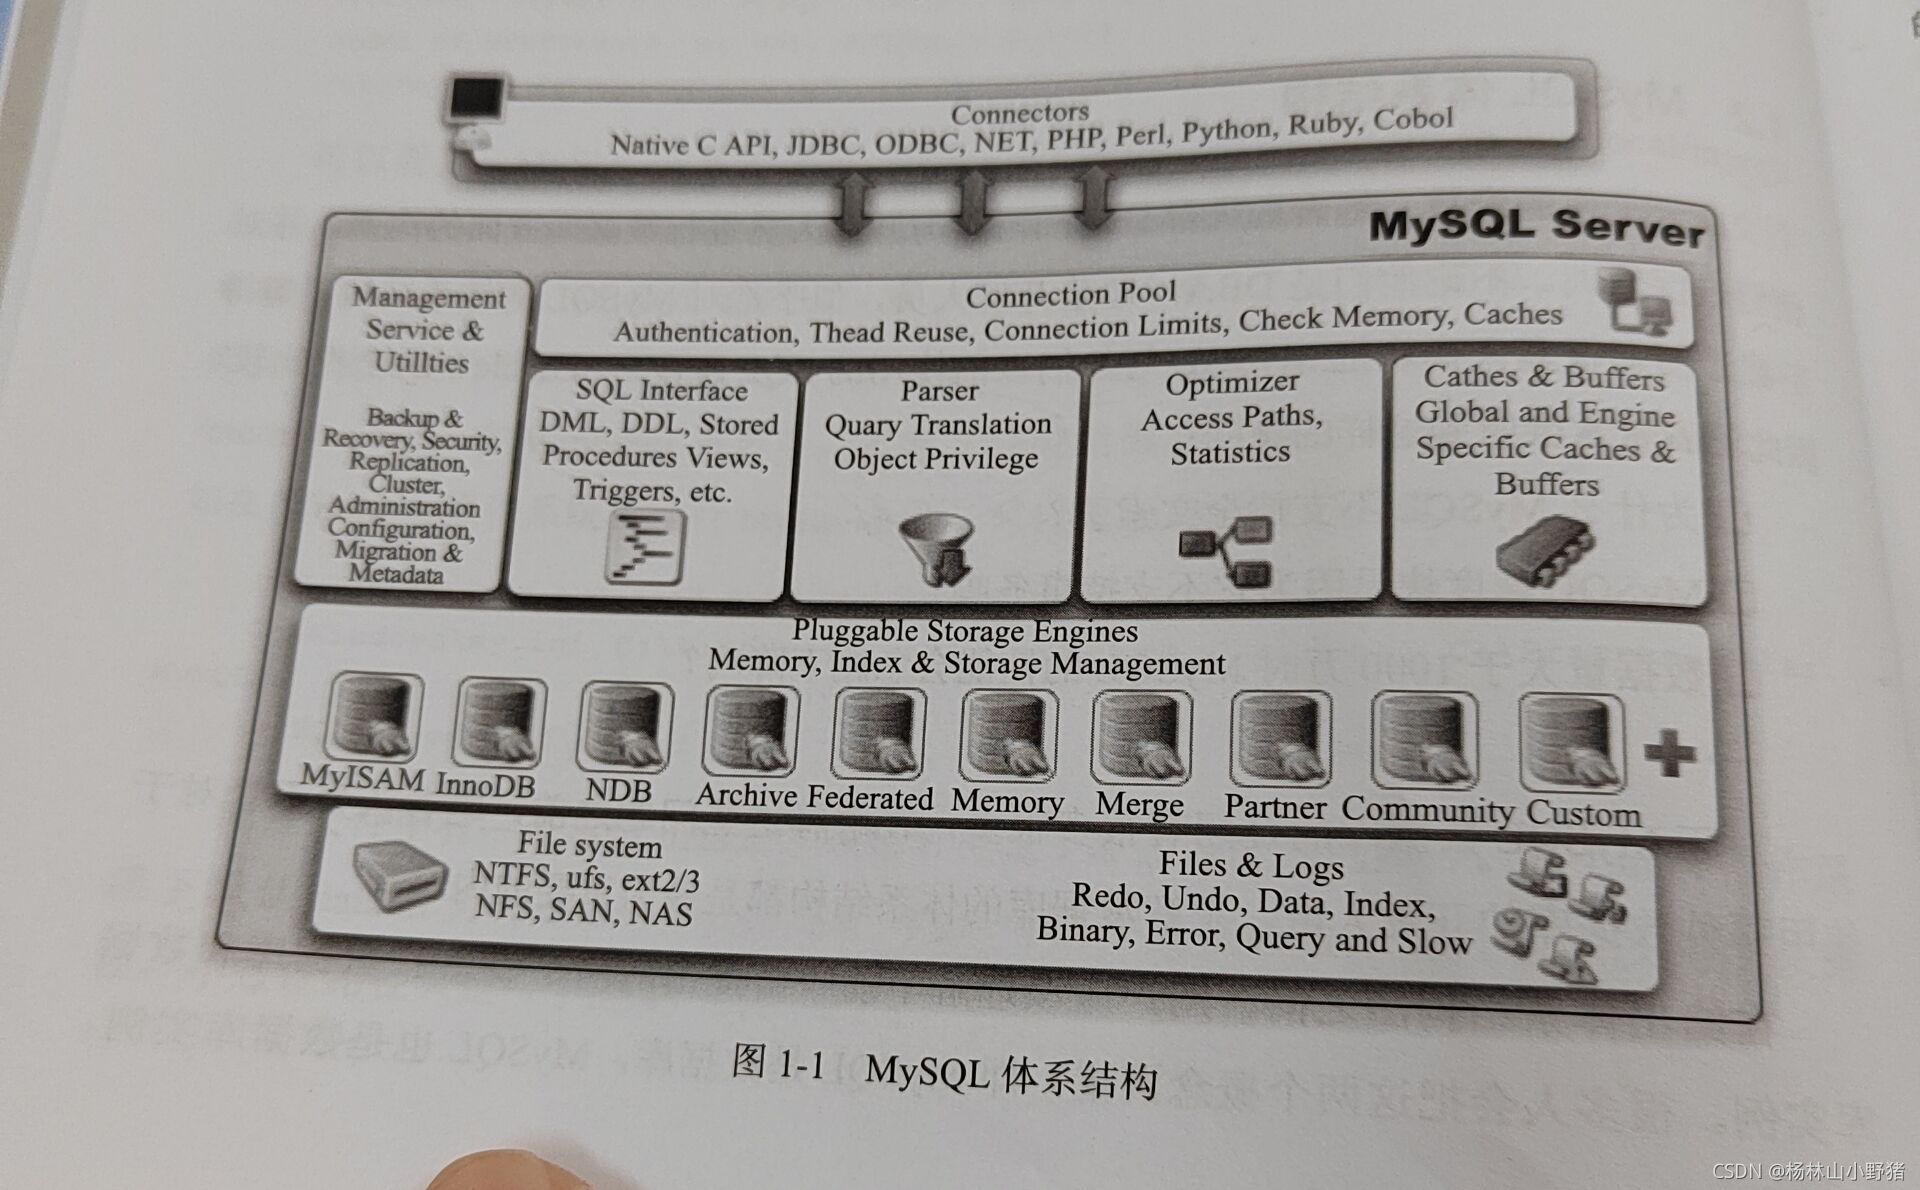 Connectors
Native C API, JDBC, ODBC, NET, PHP, Perl, Python, Ruby, Cobol
MySQL Server
Management
Service &
Utillties
Backup &
Recovery, Security,
Replication,
Cluster,
Administration
Configuration,
Migration &
Metadata
Connection Pool
Authentication, Thead Reuse, Connection Limits, Check Memory, Caches
SQL Interface
DML, DDL, Stored
Procedures Views,
Triggers, etc.
Parser
Quary Translation
Object Privilege
Optimizer
Access Paths,
Statistics
Cathes & Buffers
Global and Engine
Specific Caches &
Buffers
Pluggable Storage Engines
Memory, Index & Storage Management
MyISAM InnoDB NDB Archive Federated Memory Merge Partner Community Custom
File system
NTFS, ufs, ext2/3
NFS, SAN, NAS
Files & Logs
Redo, Undo, Data, Index,
Binary, Error, Query and Slow
图 1-1 MySQL 体系结构
CSDN @杨林山小野猪